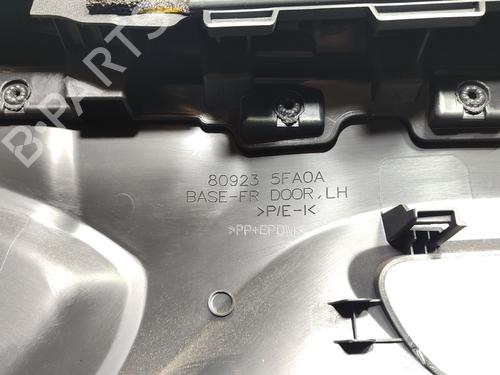 B-PARTS
80923 5FA0A
BASE-FR DOOR, LH
>P/E-I<
>PP+EPDM<